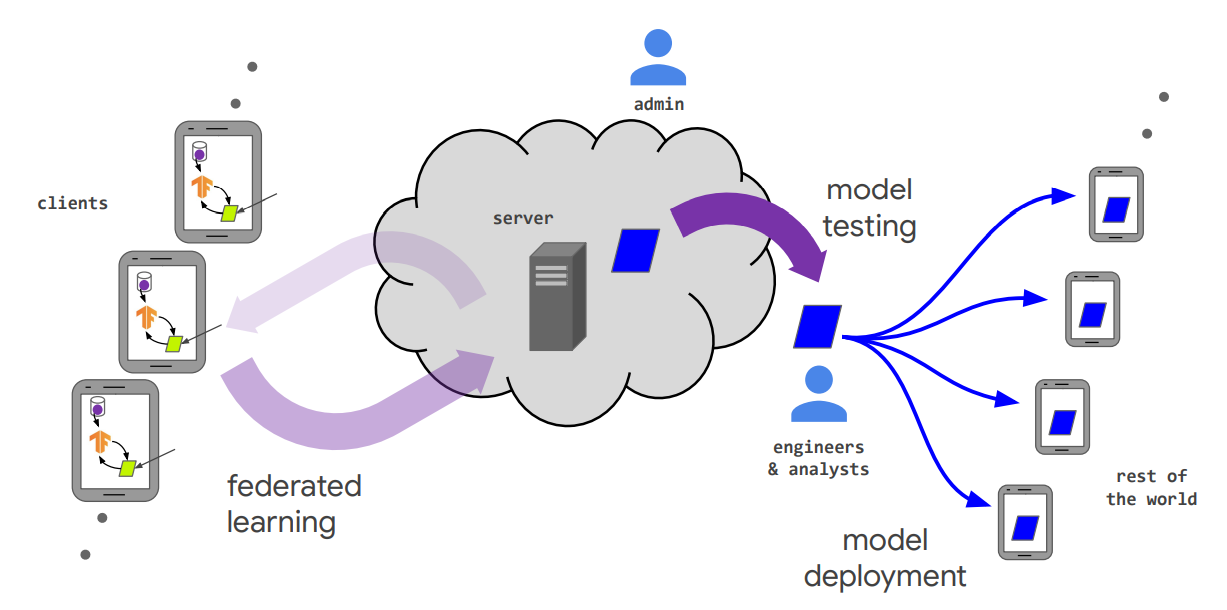 admin
clients
server
model
testing
engineers
& analysts
federated
learning
rest of
the world
model
deployment